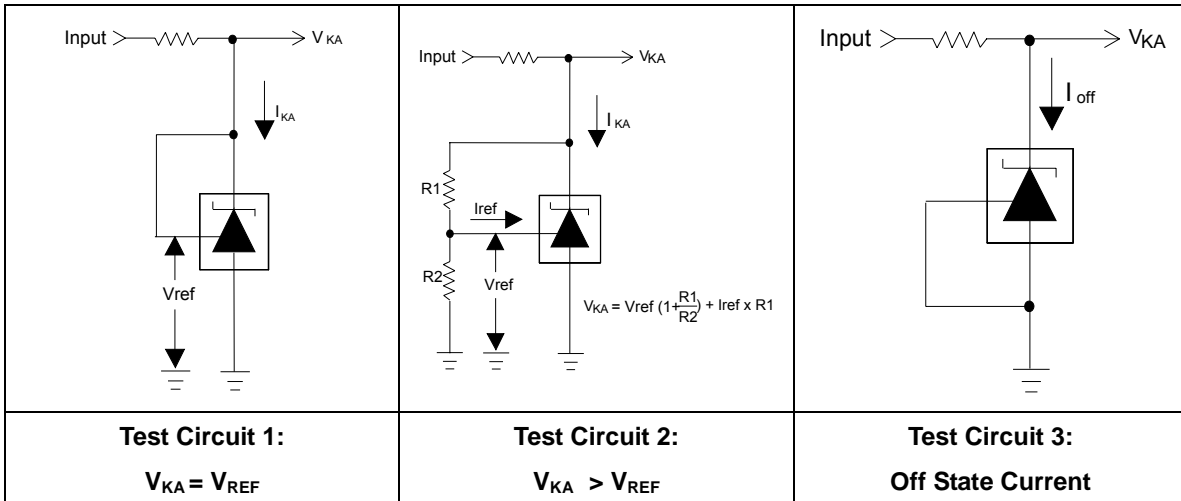 Input
V KA
I KA
Vref
Test Circuit 1:
VKA = VREF
Input
VKA
I KA
R1
Iref
R2
Vref
VKA = Vref (1+R1/R2) + Iref x R1
Test Circuit 2:
VKA > VREF
Input
VKA
I off
Test Circuit 3:
Off State Current